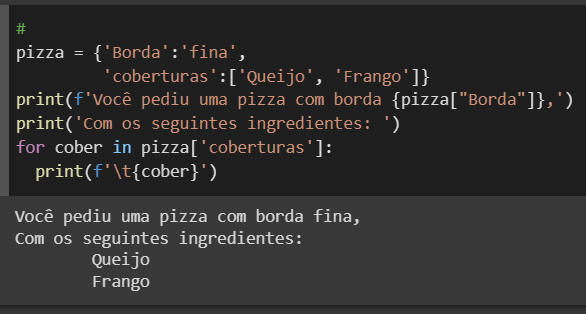 #
pizza = {'Borda':'fina',
         'coberturas':['Queijo', 'Frango']}
print(f'Você pediu uma pizza com borda {pizza["Borda"]},')
print('Com os seguintes ingredientes: ')
for cober in pizza['coberturas']:
  print(f'\t{cober}')
Você pediu uma pizza com borda fina,
Com os seguintes ingredientes:
        Queijo
        Frango